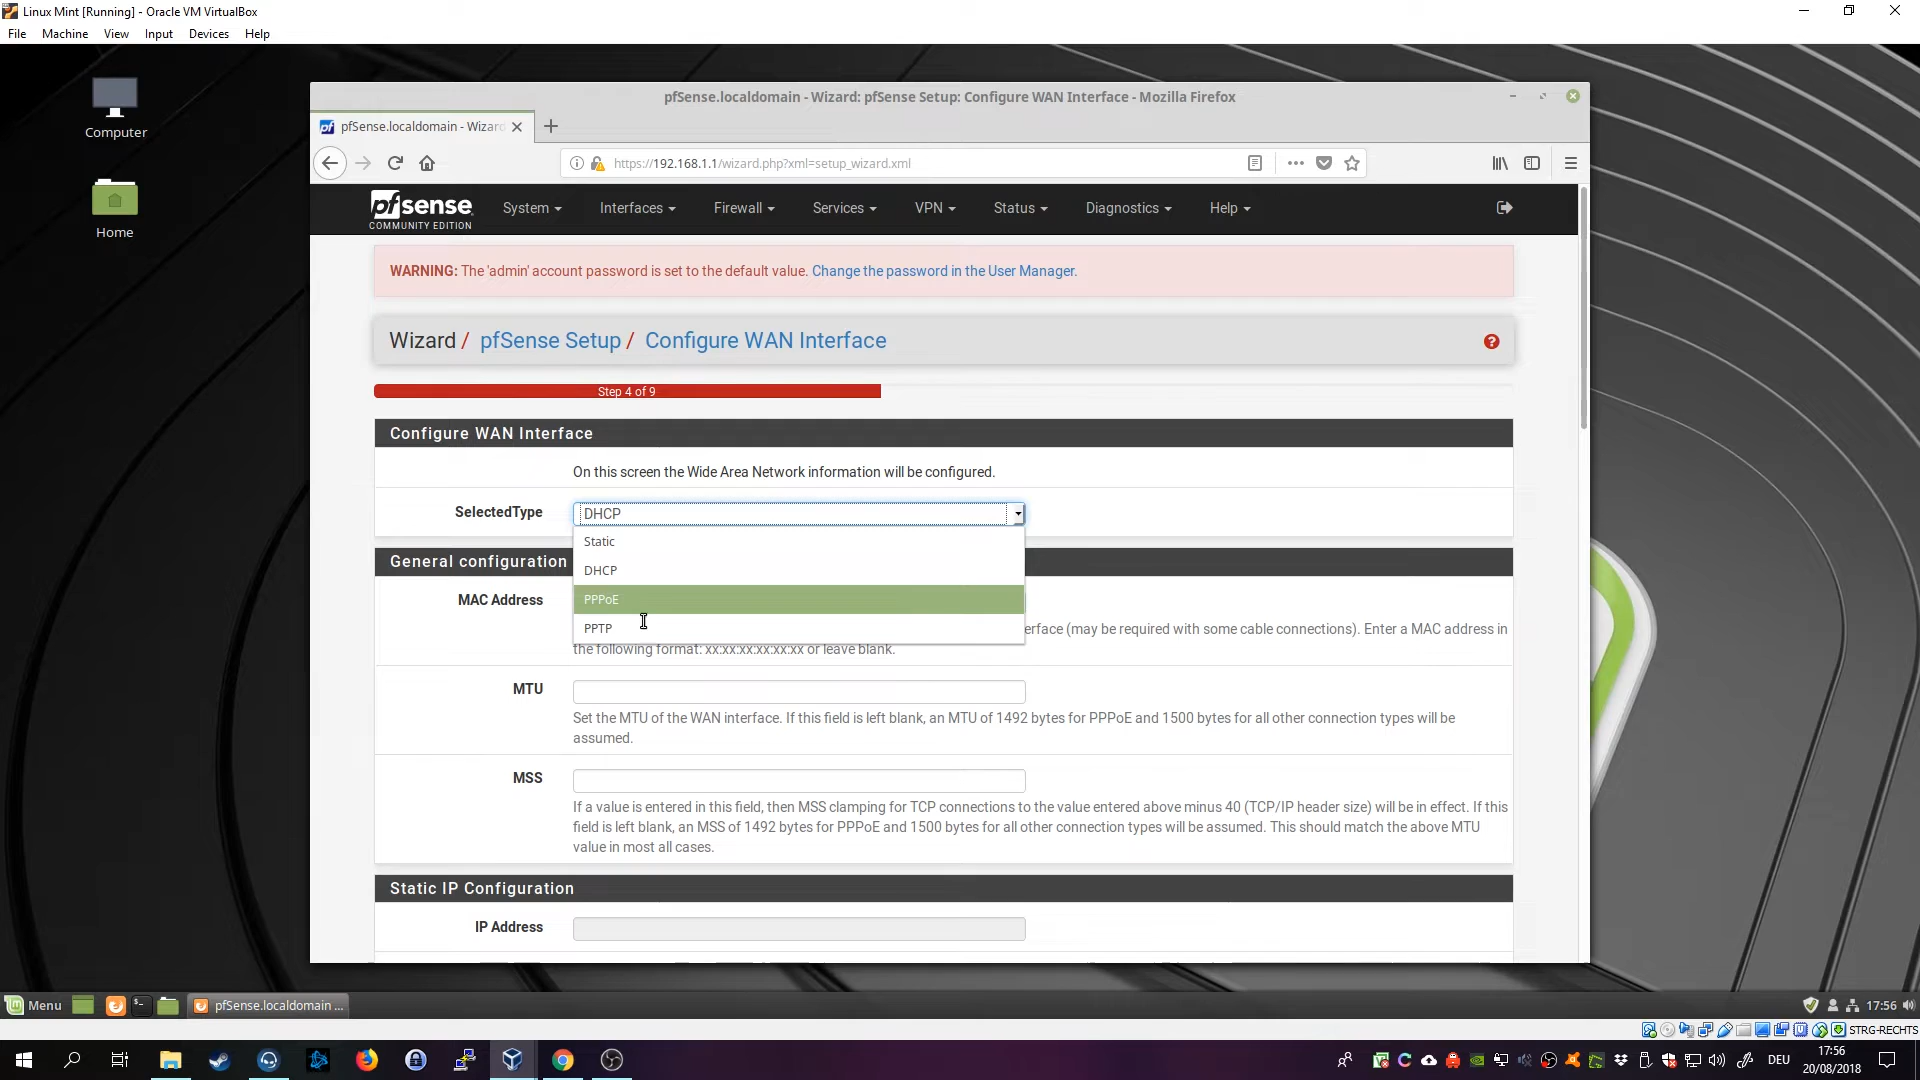 Linux Mint [Running] - Oracle VM VirtualBox
File Machine View Input Devices Help
Computer
Home
pfSense.localdomain - Wizard: pfSense Setup: Configure WAN Interface - Mozilla Firefox
pfSense.localdomain - Wizard
https://192.168.1.1/wizard.php?xml=setup_wizard.xml
pfsense
COMMUNITY EDITION
System Interfaces Firewall Services VPN Status Diagnostics Help
WARNING: The 'admin' account password is set to the default value. Change the password in the User Manager.
Wizard / pfSense Setup / Configure WAN Interface
Step 4 of 9
Configure WAN Interface
On this screen the Wide Area Network information will be configured.
SelectedType DHCP
Static
DHCP
PPPoE
PPTP
General configuration
MAC Address
erface (may be required with some cable connections). Enter a MAC address in
the following format: xx:xx:xx:xx:xx:xx or leave blank.
MTU
Set the MTU of the WAN interface. If this field is left blank, an MTU of 1492 bytes for PPPoE and 1500 bytes for all other connection types will be
assumed.
MSS
If a value is entered in this field, then MSS clamping for TCP connections to the value entered above minus 40 (TCP/IP header size) will be in effect. If this
field is left blank, an MSS of 1492 bytes for PPPoE and 1500 bytes for all other connection types will be assumed. This should match the above MTU
value in most all cases.
Static IP Configuration
IP Address
Menu pfSense.localdomain ... 17:56
STRG-RECHTS
DEU
17:56
20/08/2018